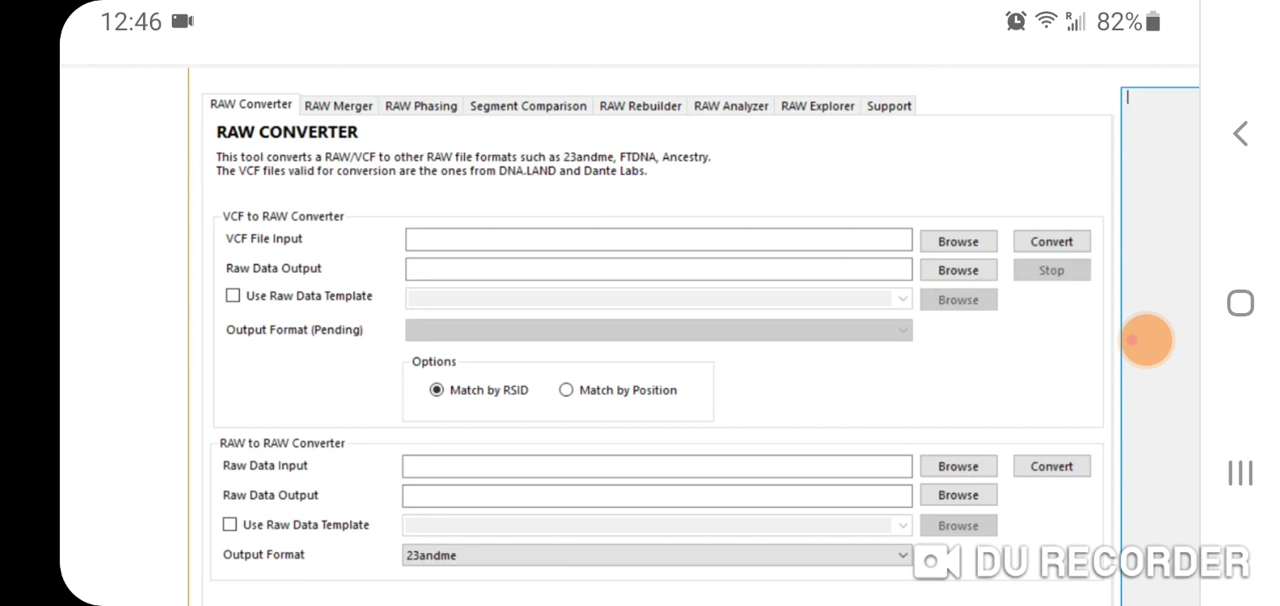 12:46 82%
RAW Converter RAW Merger RAW Phasing Segment Comparison RAW Rebuilder RAW Analyzer RAW Explorer Support
RAW CONVERTER
This tool converts a RAW/VCF to other RAW file formats such as 23andme, FTDNA, Ancestry.
The VCF files valid for conversion are the ones from DNA.LAND and Dante Labs.
VCF to RAW Converter
VCF File Input Browse Convert
Raw Data Output Browse Stop
Use Raw Data Template Browse
Output Format (Pending)
Options
Match by RSID Match by Position
RAW to RAW Converter
Raw Data Input Browse Convert
Raw Data Output Browse
Use Raw Data Template Browse
Output Format 23andme
DU RECORDER